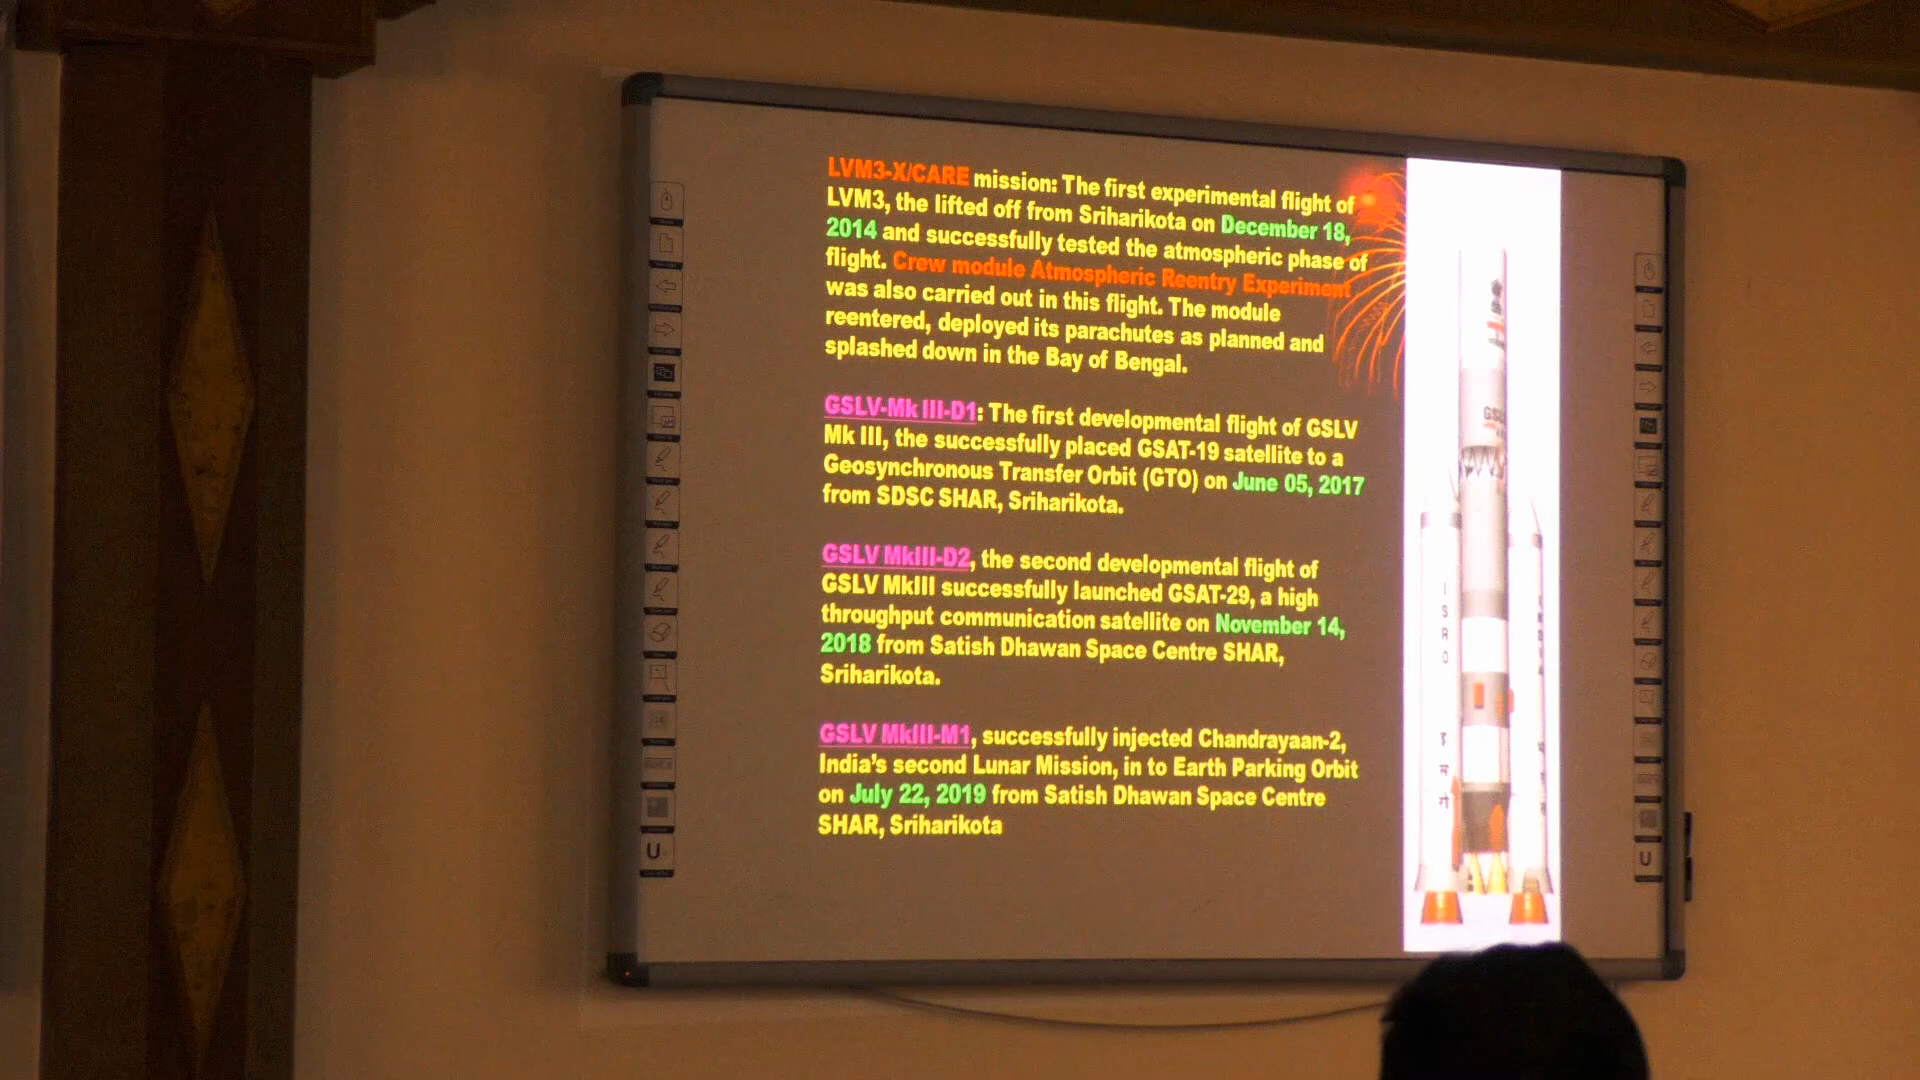 LVM3-X/CARE mission: The first experimental flight of
LVM3, the lifted off from Sriharikota on December 18,
2014 and successfully tested the atmospheric phase of
flight. Crew module Atmospheric Reentry Experiment
was also carried out in this flight. The module
reentered, deployed its parachutes as planned and
splashed down in the Bay of Bengal.
GSLV-Mk III-D1: The first developmental flight of GSLV
Mk III, the successfully placed GSAT-19 satellite to a
Geosynchronous Transfer Orbit (GTO) on June 05, 2017
from SDSC SHAR, Sriharikota.
GSLV MkIII-D2, the second developmental flight of
GSLV MkIII successfully launched GSAT-29, a high
throughput communication satellite on November 14,
2018 from Satish Dhawan Space Centre SHAR,
Sriharikota.
GSLV MkIII-M1, successfully injected Chandrayaan-2,
India's second Lunar Mission, in to Earth Parking Orbit
on July 22, 2019 from Satish Dhawan Space Centre
SHAR, Sriharikota
ISRO
इसरो